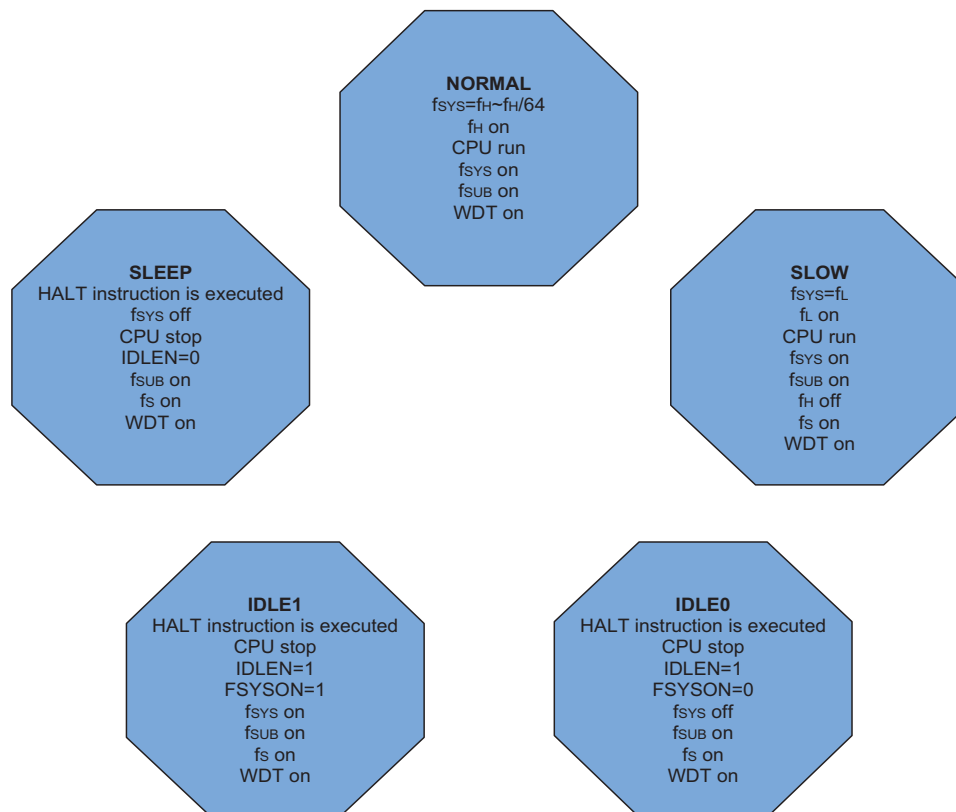 NORMAL
fSYS=fH~fH/64
fH on
CPU run
fSYS on
fSUB on
WDT on
SLEEP
HALT instruction is executed
fSYS off
CPU stop
IDLEN=0
fSUB on
fS on
WDT on
SLOW
fSYS=fL
fL on
CPU run
fSYS on
fSUB on
fH off
fS on
WDT on
IDLE1
HALT instruction is executed
CPU stop
IDLEN=1
FSYSON=1
fSYS on
fSUB on
fS on
WDT on
IDLE0
HALT instruction is executed
CPU stop
IDLEN=1
FSYSON=0
fSYS off
fSUB on
fS on
WDT on